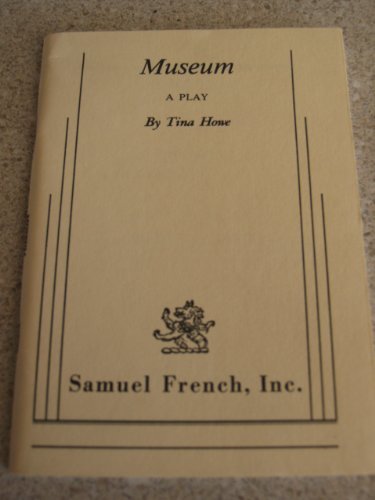 Museum
A PLAY
By Tina Howe
Samuel French, Inc.